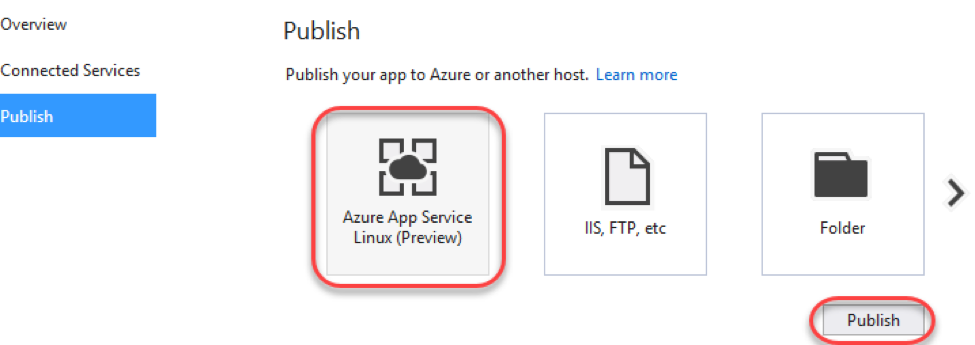 Overview
Connected Services
Publish
Publish
Publish your app to Azure or another host. Learn more
Azure App Service
Linux (Preview)
IIS, FTP, etc
Folder
Publish